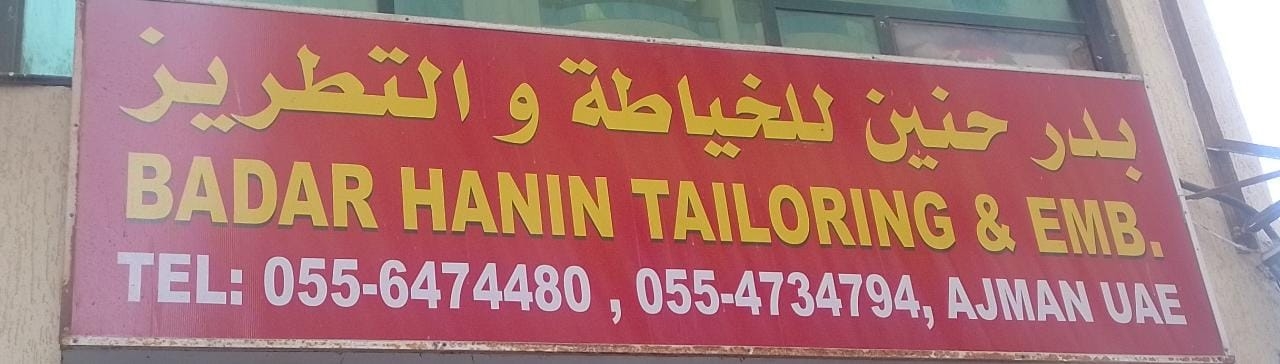 بدر حنين للخياطة و التطريز
BADAR HANIN TAILORING & EMB.
TEL: 055-6474480 , 055-4734794, AJMAN UAE